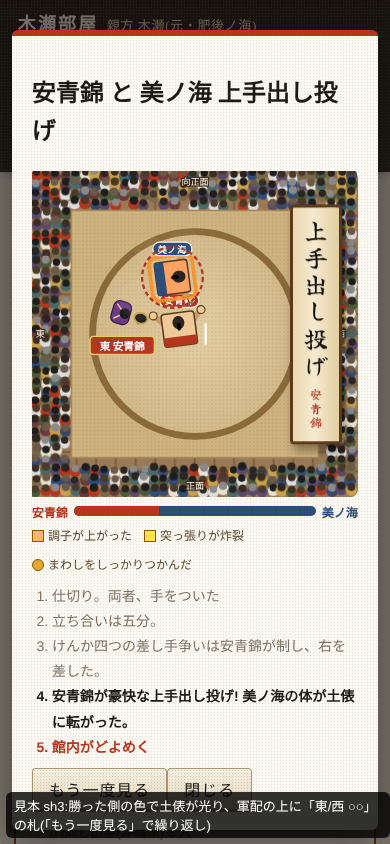 木瀬部屋 親方 木瀬(元・肥後ノ海)
安青錦 と 美ノ海 上手出し投
げ
向正面
美ノ海
安青錦
東
東 安青錦
上手出し投げ
安青錦
正面
安青錦
美ノ海
調子が上がった
突っ張りが炸裂
まわしをしっかりつかんだ
1. 仕切り。両者、手をついた
2. 立ち合いは五分。
3. けんか四つの差し手争いは安青錦が制し、右を
差した。
4. 安青錦が豪快な上手出し投げ! 美ノ海の体が土俵
に転がった。
5. 館内がどよめく
もう一度見る
閉じる
見本 sh3:勝った側の色で土俵が光り、軍配の上に「東/西 ○○」
の札(「もう一度見る」で繰り返し)